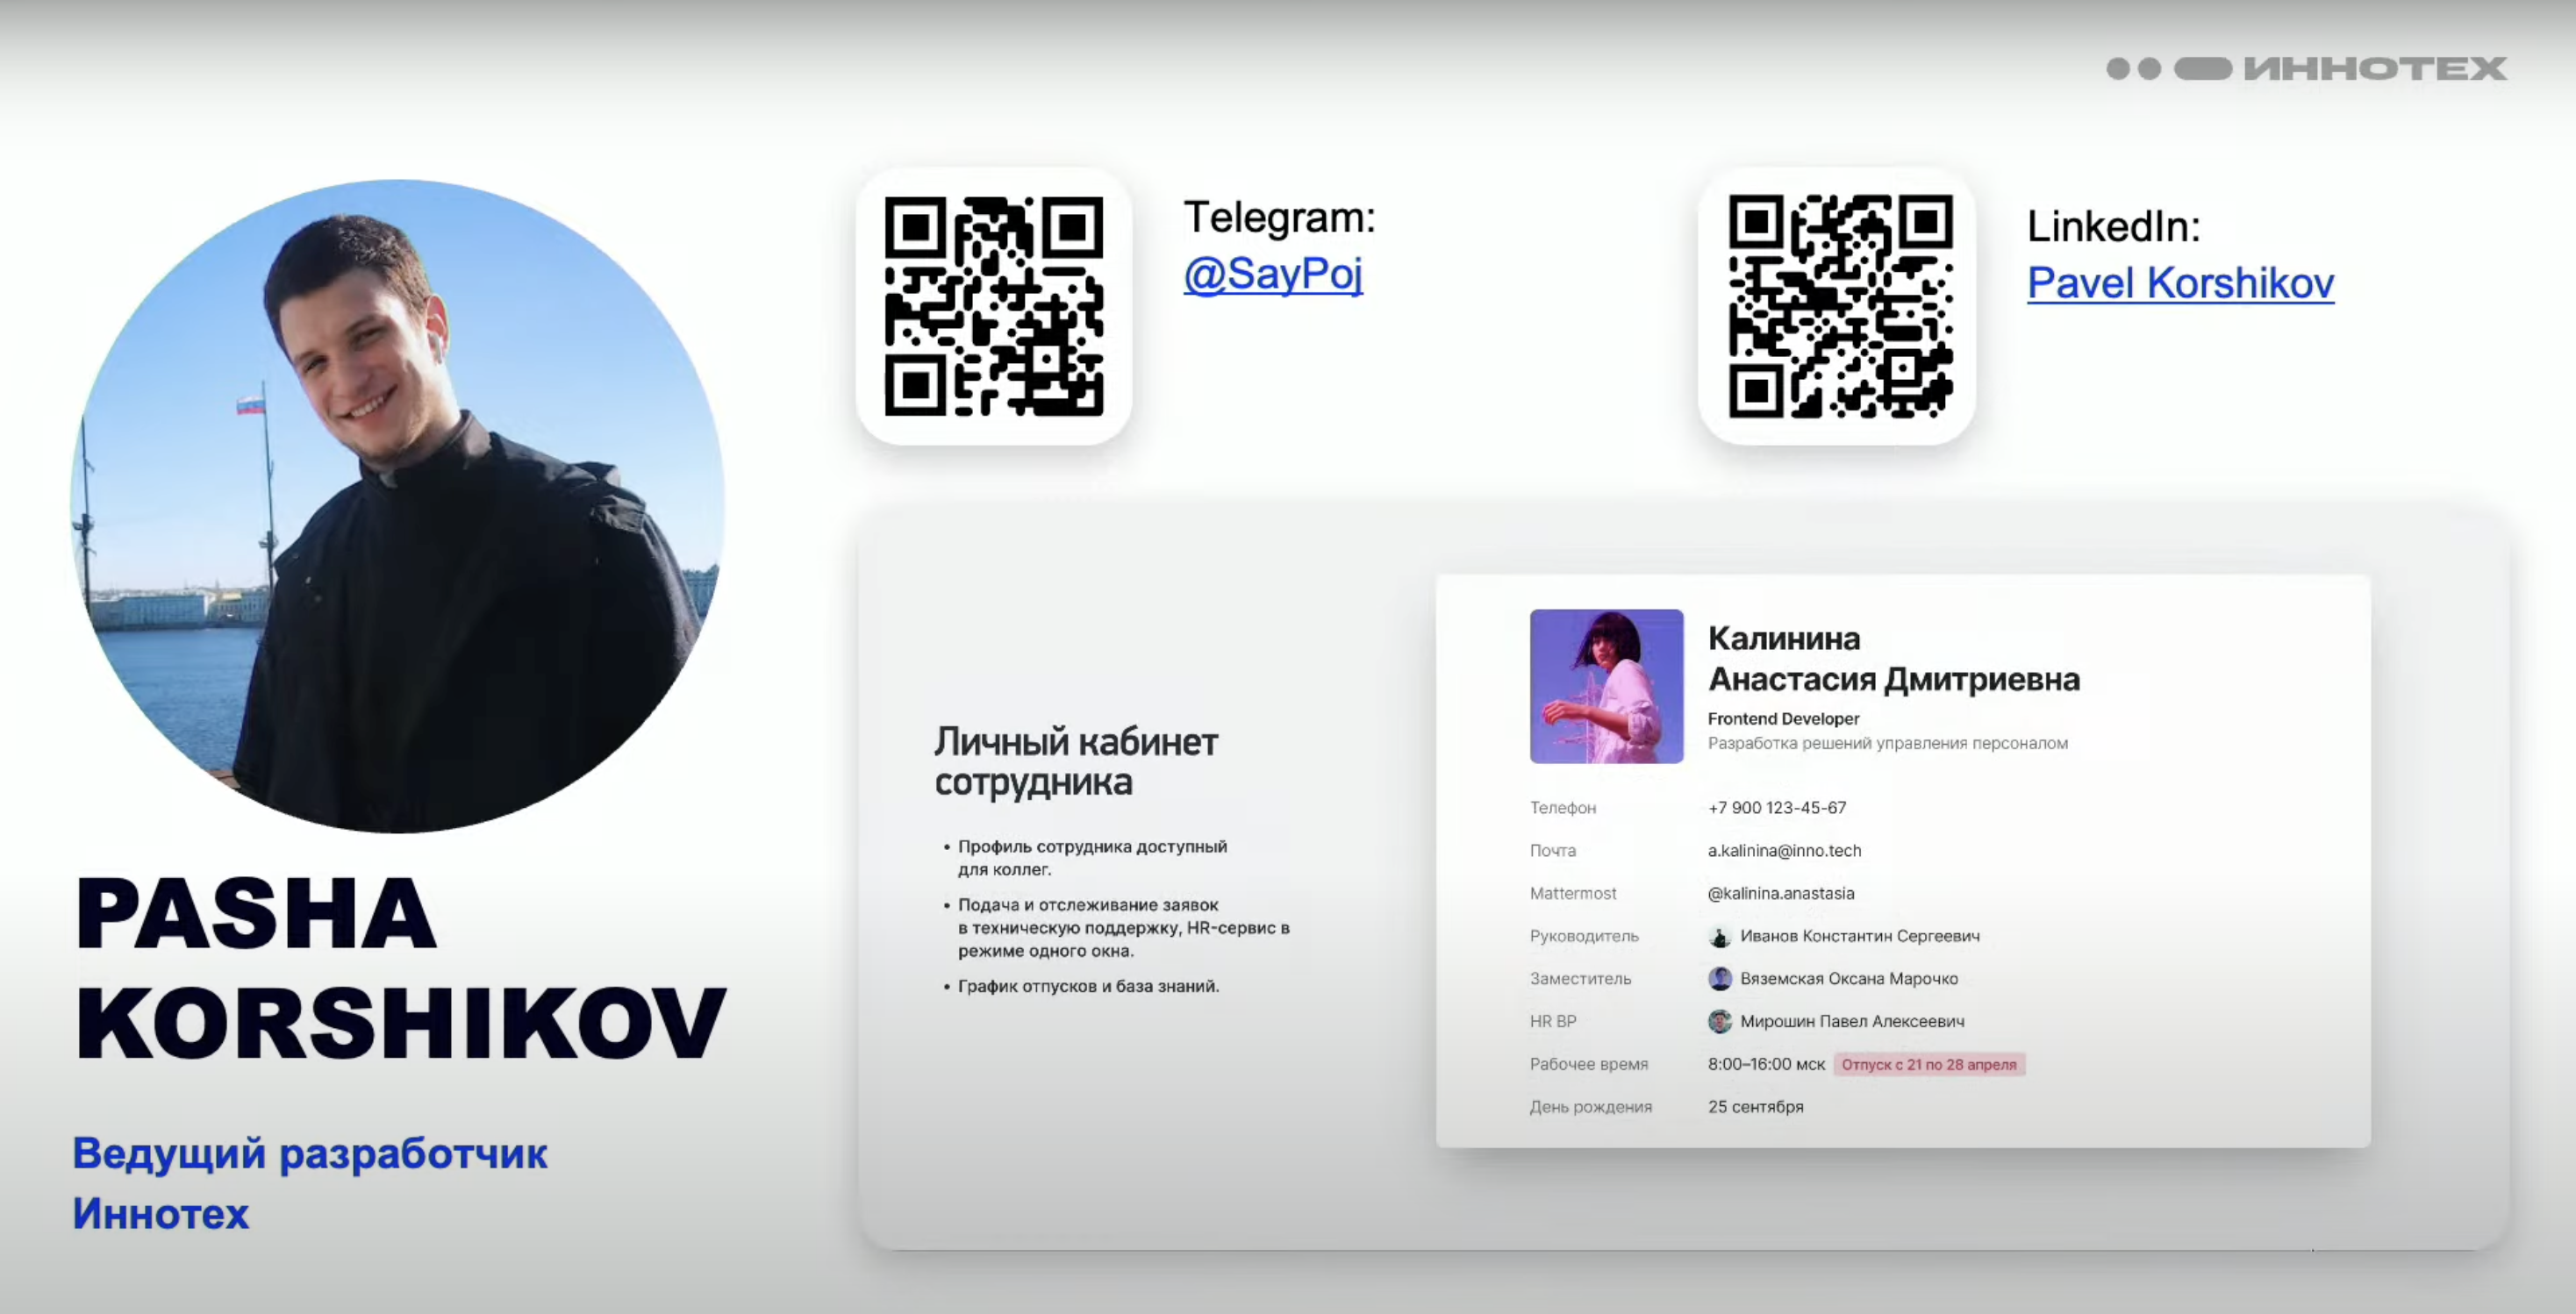 ИННОТЕХ
Telegram:
@SayPoj
LinkedIn:
Pavel Korshikov
PASHA
KORSHIKOV
Ведущий разработчик
Иннотех
Личный кабинет
сотрудника
• Профиль сотрудника доступный
для коллег.
• Подача и отслеживание заявок
в техническую поддержку, HR-сервис в
режиме одного окна.
• График отпусков и база знаний.
Калинина
Анастасия Дмитриевна
Frontend Developer
Разработка решений управления персоналом
Телефон +7 900 123-45-67
Почта a.kalinina@inno.tech
Mattermost @kalinina.anastasia
Руководитель Иванов Константин Сергеевич
Заместитель Вяземская Оксана Марочко
HR BP Мирошин Павел Алексеевич
Рабочее время 8:00–16:00 мск Отпуск с 21 по 28 апреля
День рождения 25 сентября